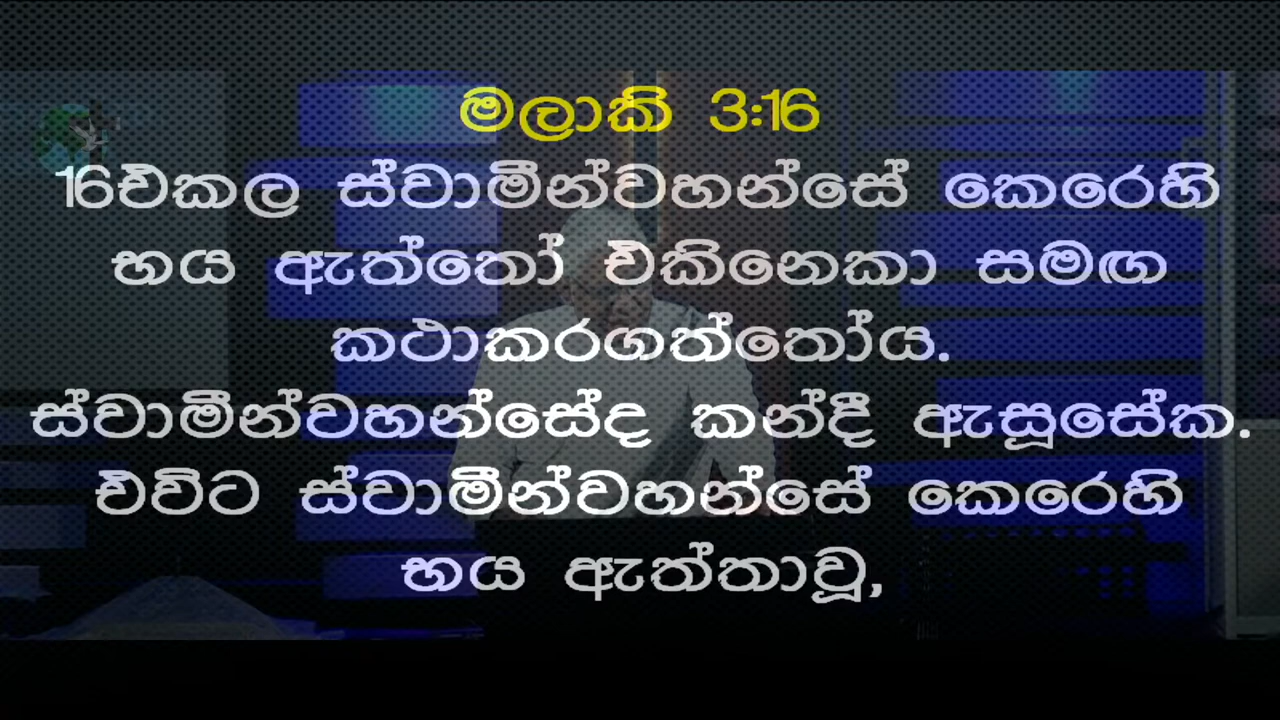 මලාකි 3:16
16එකල ස්වාමීන්වහන්සේ කෙරෙහි
භය ඇත්තෝ එකිනෙකා සමඟ
කථාකරගත්තෝය.
ස්වාමීන්වහන්සේද කන්දී ඇසූසේක.
එවිට ස්වාමීන්වහන්සේ කෙරෙහි
භය ඇත්තාවූ,